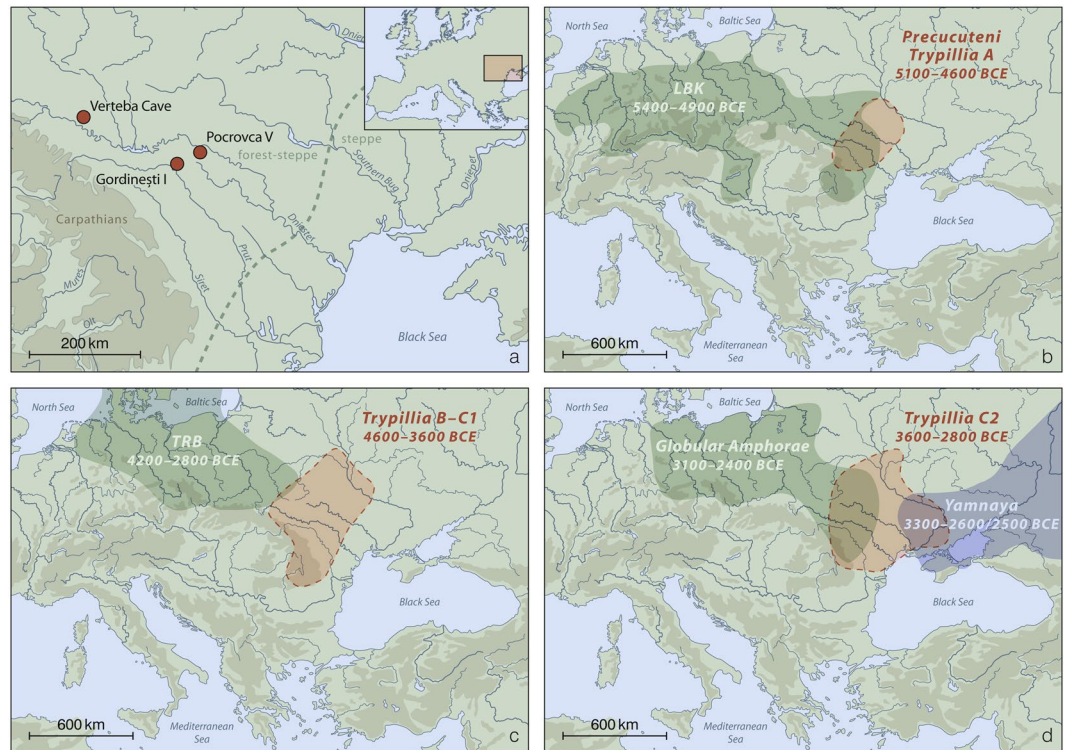 Dniepr
Verteba Cave
Pocrovca V
steppe
forest-steppe
Gordinești I
Southern Bug
Dnieper
Carpathians
Dniester
Mureș
Prut
Siret
Olt
200 km
Black Sea
a
North Sea
Baltic Sea
Precucuteni
Trypillia A
5100–4600 BCE
LBK
5400–4900 BCE
Black Sea
600 km
Mediterranean
Sea
b
North Sea
Baltic Sea
Trypillia B–C1
4600–3600 BCE
TRB
4200–2800 BCE
Black Sea
600 km
Mediterranean
Sea
c
North Sea
Baltic Sea
Trypillia C2
3600–2800 BCE
Globular Amphorae
3100–2400 BCE
Yamnaya
3300–2600/2500 BCE
Black Sea
600 km
Mediterranean
Sea
d